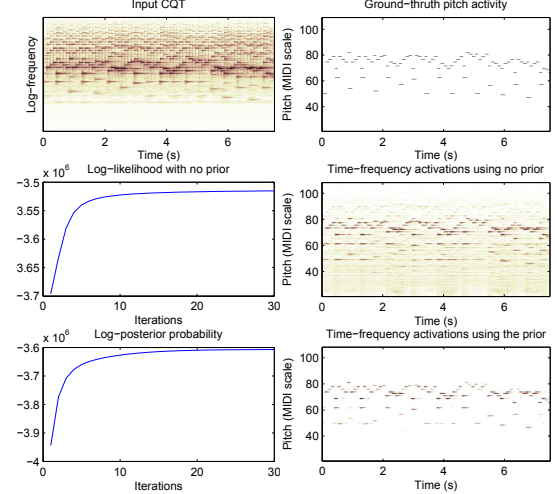 Input CQT
Log−frequency
0 2 4 6
Time (s)
Ground−thruth pitch activity
Pitch (MIDI scale)
100
80
60
40
0 2 4 6
Time (s)
Log−likelihood with no prior
x 10^6
−3.5
−3.55
−3.6
−3.65
−3.7
0 10 20 30
Iterations
Time−frequency activations using no prior
Pitch (MIDI scale)
100
80
60
40
0 2 4 6
Time (s)
Log−posterior probability
x 10^6
−3.6
−3.7
−3.8
−3.9
−4
0 10 20 30
Iterations
Time−frequency activations using the prior
Pitch (MIDI scale)
100
80
60
40
0 2 4 6
Time (s)